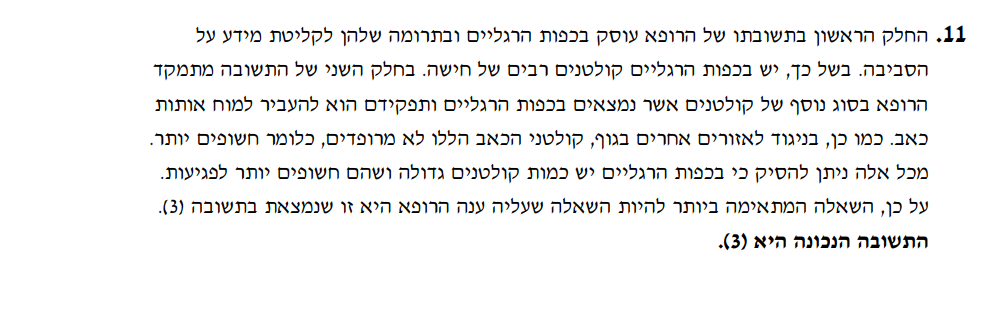 11. החלק הראשון בתשובתו של הרופא עוסק בכפות הרגליים ובתרומה שלהן לקליטת מידע על
הסביבה. בשל כך, יש בכפות הרגליים קולטנים רבים של חישה. בחלק השני של התשובה מתמקד
הרופא בסוג נוסף של קולטנים אשר נמצאים בכפות הרגליים ותפקידם הוא להעביר למוח אותות
כאב. כמו כן, בניגוד לאזורים אחרים בגוף, קולטני הכאב הללו לא מרופדים, כלומר חשופים יותר.
מכל אלה ניתן להסיק כי בכפות הרגליים יש כמות קולטנים גדולה ושהם חשופים יותר לפגיעות.
על כן, השאלה המתאימה ביותר להיות השאלה שעליה ענה הרופא היא זו שנמצאת בתשובה (3).
התשובה הנכונה היא (3).